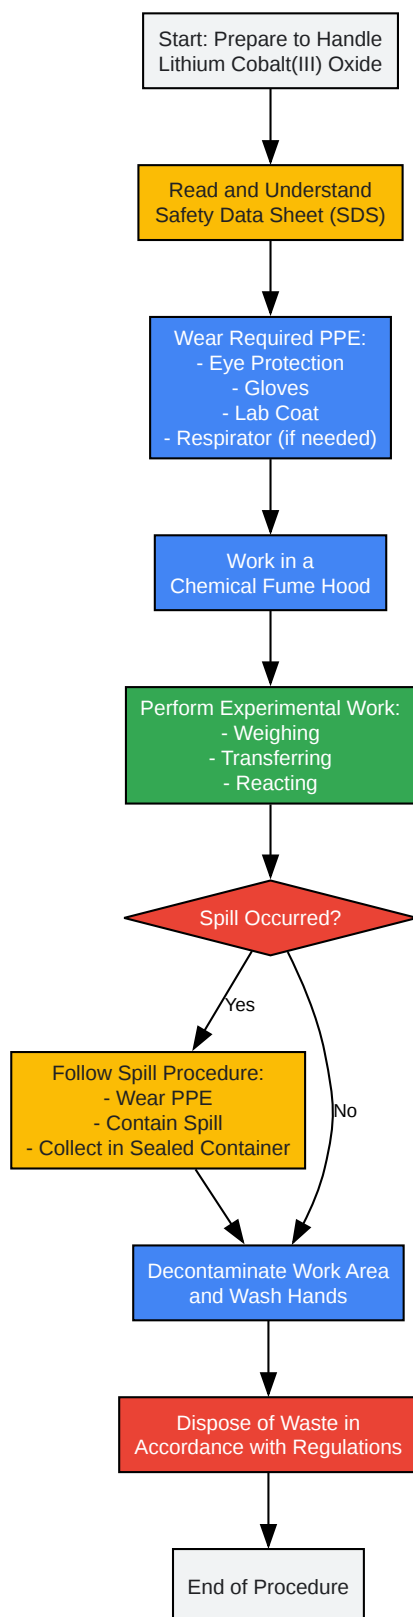 Start: Prepare to Handle
Lithium Cobalt(III) Oxide
Read and Understand
Safety Data Sheet (SDS)
Wear Required PPE:
- Eye Protection
- Gloves
- Lab Coat
- Respirator (if needed)
Work in a
Chemical Fume Hood
Perform Experimental Work:
- Weighing
- Transferring
- Reacting
Spill Occurred?
Yes
Follow Spill Procedure:
- Wear PPE
- Contain Spill
- Collect in Sealed Container
No
Decontaminate Work Area
and Wash Hands
Dispose of Waste in
Accordance with Regulations
End of Procedure